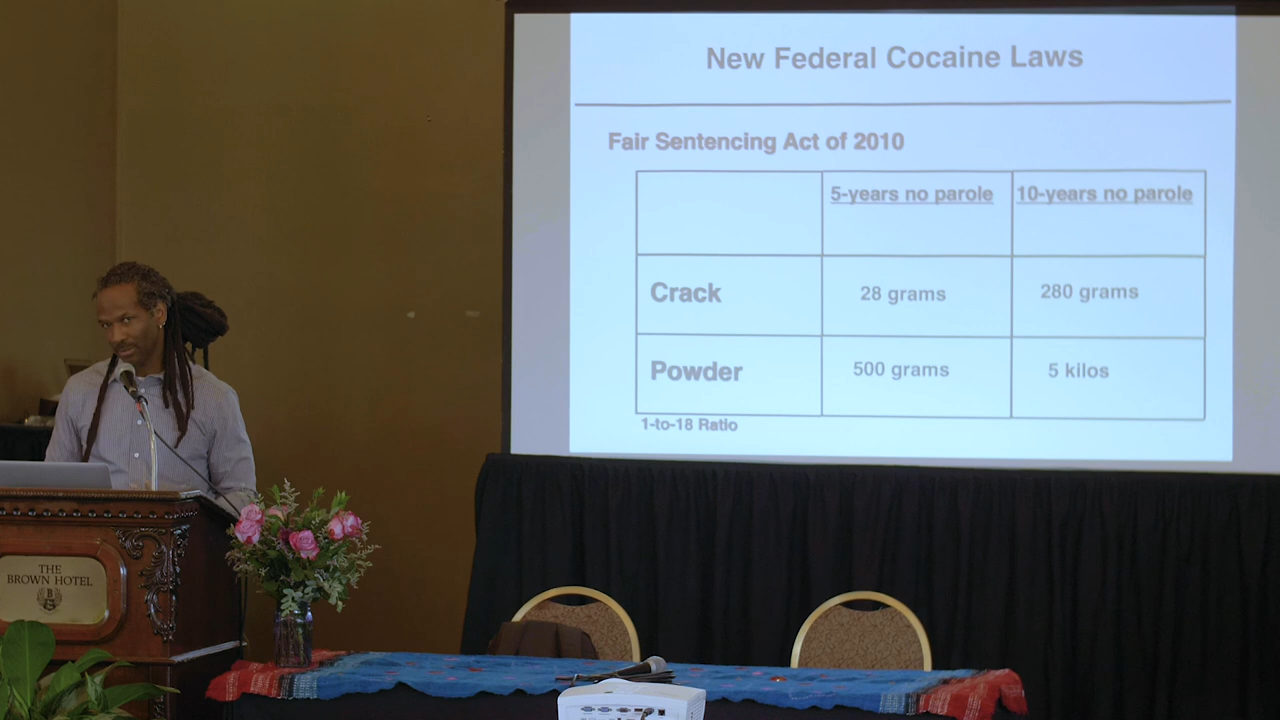 New Federal Cocaine Laws
Fair Sentencing Act of 2010
5-years no parole 10-years no parole
Crack 28 grams 280 grams
Powder 500 grams 5 kilos
1-to-18 Ratio
THE
BROWN HOTEL
B